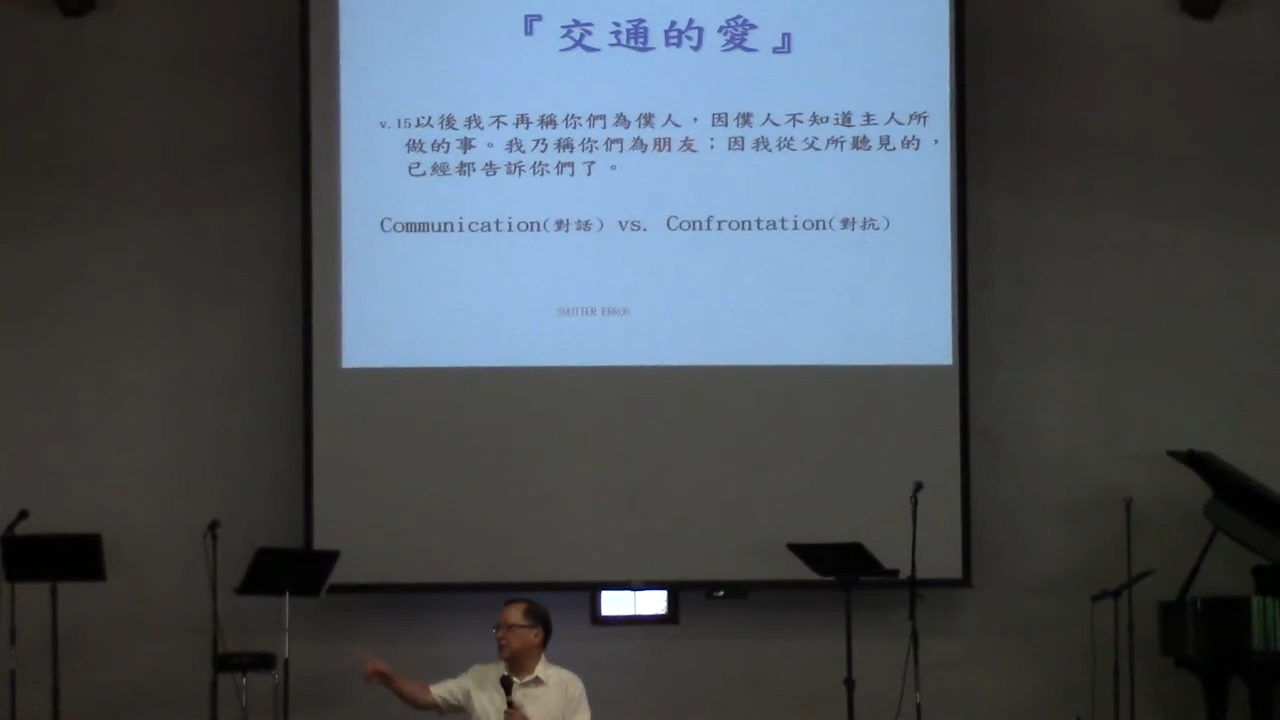 『交通的愛』
v.15以後我不再稱你們為僕人，因僕人不知道主人所
做的事。我乃稱你們為朋友；因我從父所聽見的，
已經都告訴你們了。
Communication(對話) vs. Confrontation(對抗)
SHUTTER ERROR